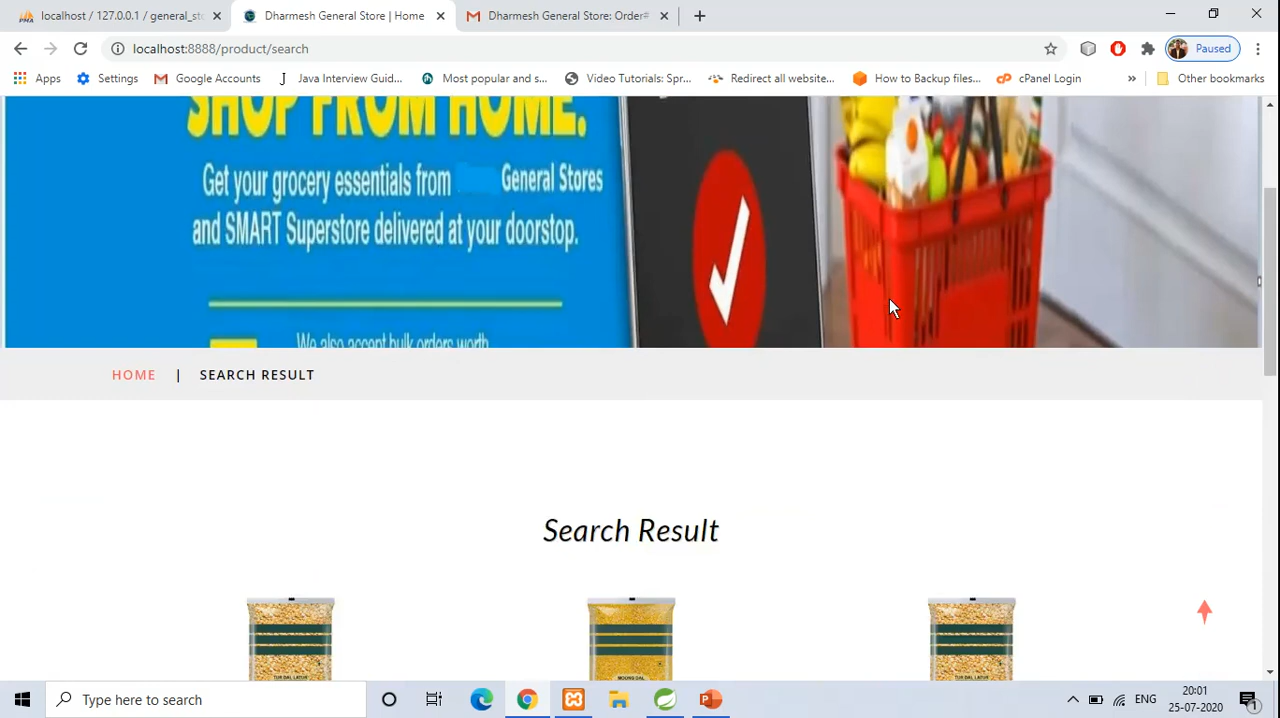 localhost / 127.0.0.1 / general_sto
Dharmesh General Store | Home
Dharmesh General Store: Order#
localhost:8888/product/search
Paused
Apps
Settings
Google Accounts
Java Interview Guid...
Most popular and s...
Video Tutorials: Spr...
Redirect all website...
How to Backup files...
cPanel Login
»
Other bookmarks
SHOP FROM HOME.
Get your grocery essentials from General Stores
and SMART Superstore delivered at your doorstop.
We also accept bulk orders worth
HOME | SEARCH RESULT
Search Result
TUR DAL LATUR
MOUNG DAL
TUR DAL LATUR
Type here to search
ENG
20:01
25-07-2020
1